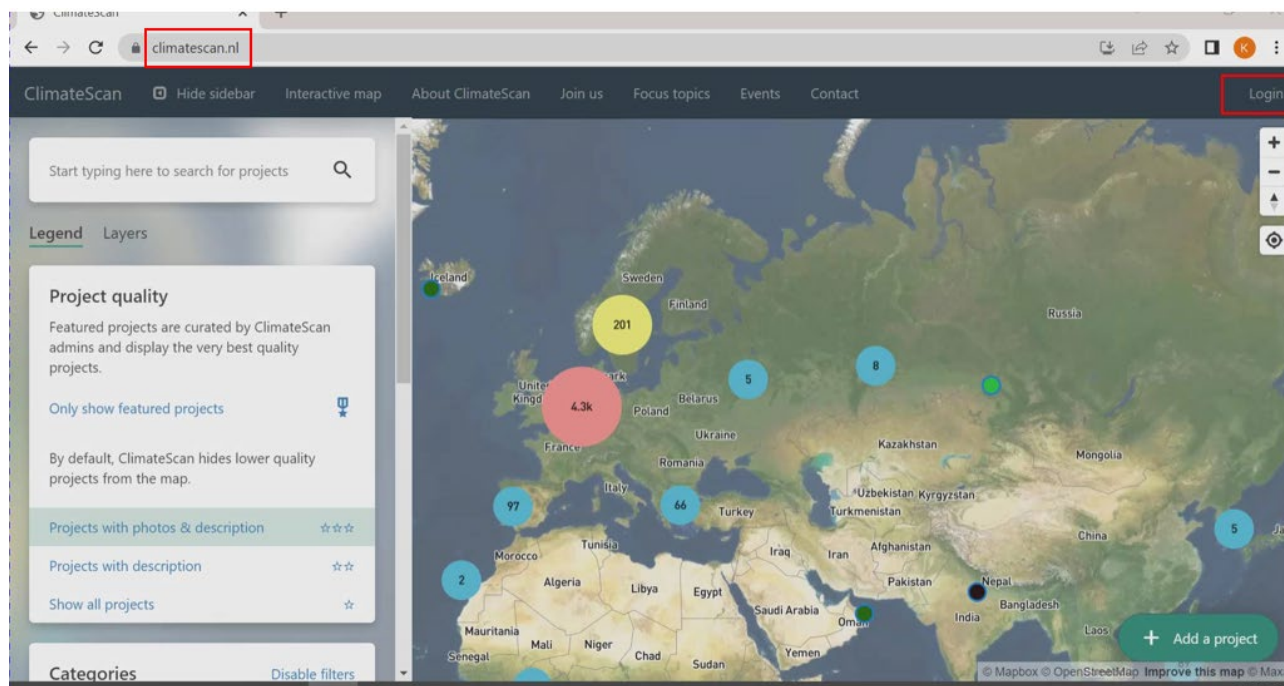 ClimateScan
climatescan.nl
K
ClimateScan Hide sidebar Interactive map About ClimateScan Join us Focus topics Events Contact Login
Start typing here to search for projects
Legend Layers
Project quality
Featured projects are curated by ClimateScan
admins and display the very best quality
projects.
Only show featured projects
By default, ClimateScan hides lower quality
projects from the map.
Projects with photos & description
Projects with description
Show all projects
Categories Disable filters
Iceland
Sweden
Finland
Russia
201
8
5
4.3k
Poland
Belarus
Ukraine
France
Kazakhstan
Mongolia
Romania
Italy
Uzbekistan Kyrgyzstan
97
66
Turkey
Turkmenistan
5
China
Tunisia
Morocco
Iraq
Iran
Afghanistan
2
Algeria
Libya
Egypt
Pakistan
Nepal
Saudi Arabia
Oman
India
Bangladesh
Laos
Mauritania
Mali
Niger
Chad
Yemen
Senegal
Sudan
+ Add a project
© Mapbox © OpenStreetMap Improve this map © Max